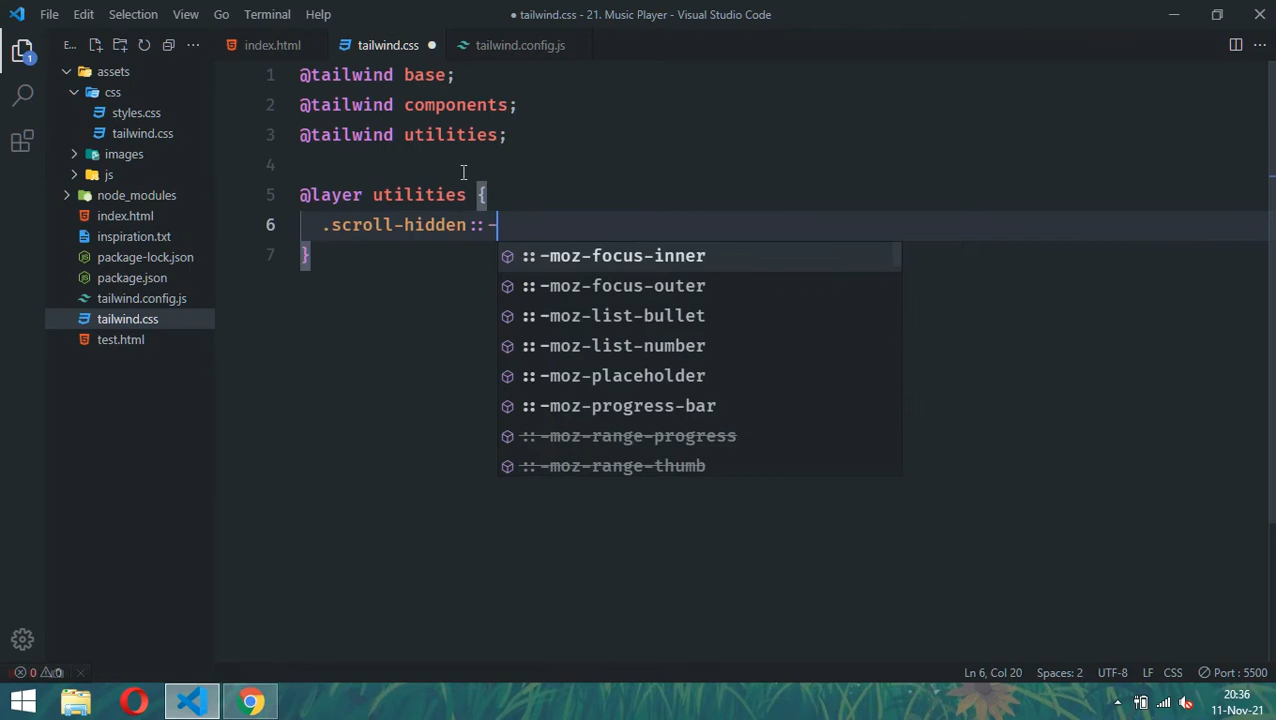 File Edit Selection View Go Terminal Help
● tailwind.css - 21. Music Player - Visual Studio Code
E... ···
index.html tailwind.css ● tailwind.config.js ···
assets
css
styles.css
tailwind.css
images
js
node_modules
index.html
inspiration.txt
package-lock.json
package.json
tailwind.config.js
tailwind.css
test.html
1
1 @tailwind base;
2 @tailwind components;
3 @tailwind utilities;
4
5 @layer utilities {
6 .scroll-hidden::-
7 }
::-moz-focus-inner
::-moz-focus-outer
::-moz-list-bullet
::-moz-list-number
::-moz-placeholder
::-moz-progress-bar
::-moz-range-progress
::-moz-range-thumb
0 0 Ln 6, Col 20 Spaces: 2 UTF-8 LF CSS Port : 5500
20:36
11-Nov-21